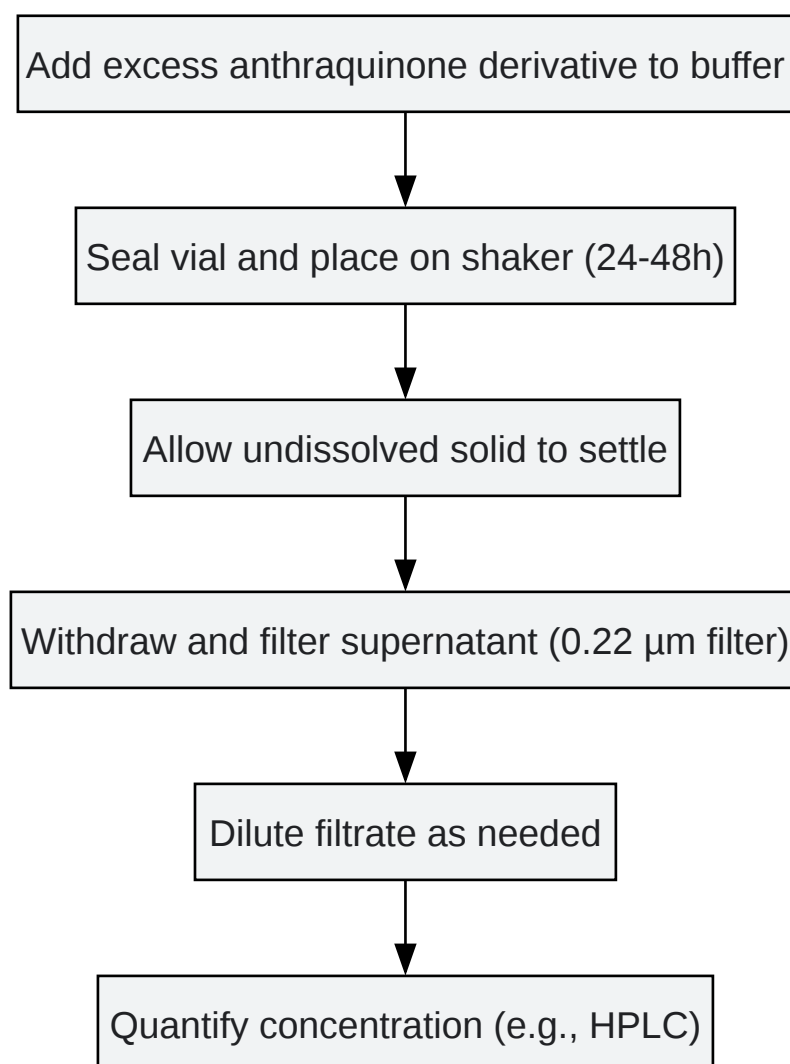 Add excess anthraquinone derivative to buffer
Seal vial and place on shaker (24-48h)
Allow undissolved solid to settle
Withdraw and filter supernatant (0.22 µm filter)
Dilute filtrate as needed
Quantify concentration (e.g., HPLC)